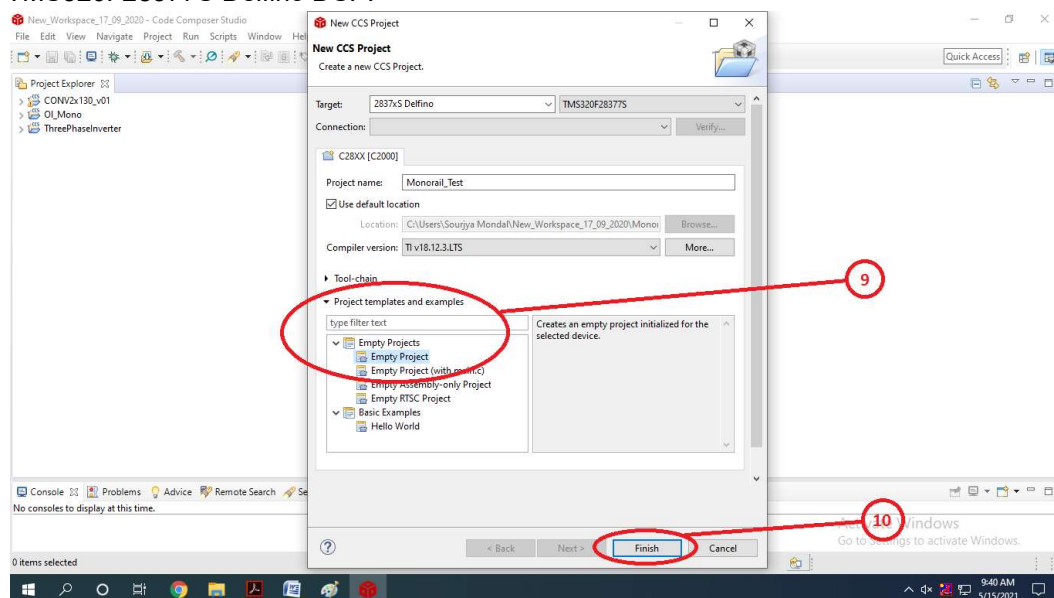 New_Workspace_17_09_2020 - Code Composer Studio
File Edit View Navigate Project Run Scripts Window Hel
Quick Access
Project Explorer
CONV2x130_v01
OI_Mono
ThreePhaseInverter
New CCS Project
New CCS Project
Create a new CCS Project.
Target: 2837xS Delfino TMS320F28377S
Connection: Verify...
C28XX [C2000]
Project name: Monorail_Test
Use default location
Location: C:\Users\Sourjya Mondal\New_Workspace_17_09_2020\Monor Browse...
Compiler version: TI v18.12.3.LTS More...
Tool-chain
Project templates and examples
type filter text
Empty Projects
Empty Project
Empty Project (with main.c)
Empty Assembly-only Project
Empty RTSC Project
Basic Examples
Hello World
Creates an empty project initialized for the
selected device.
9
Console Problems Advice Remote Search Se
No consoles to display at this time.
10
Activate Windows
Go to Settings to activate Windows.
? < Back Next > Finish Cancel
0 items selected
9:40 AM
5/15/2021